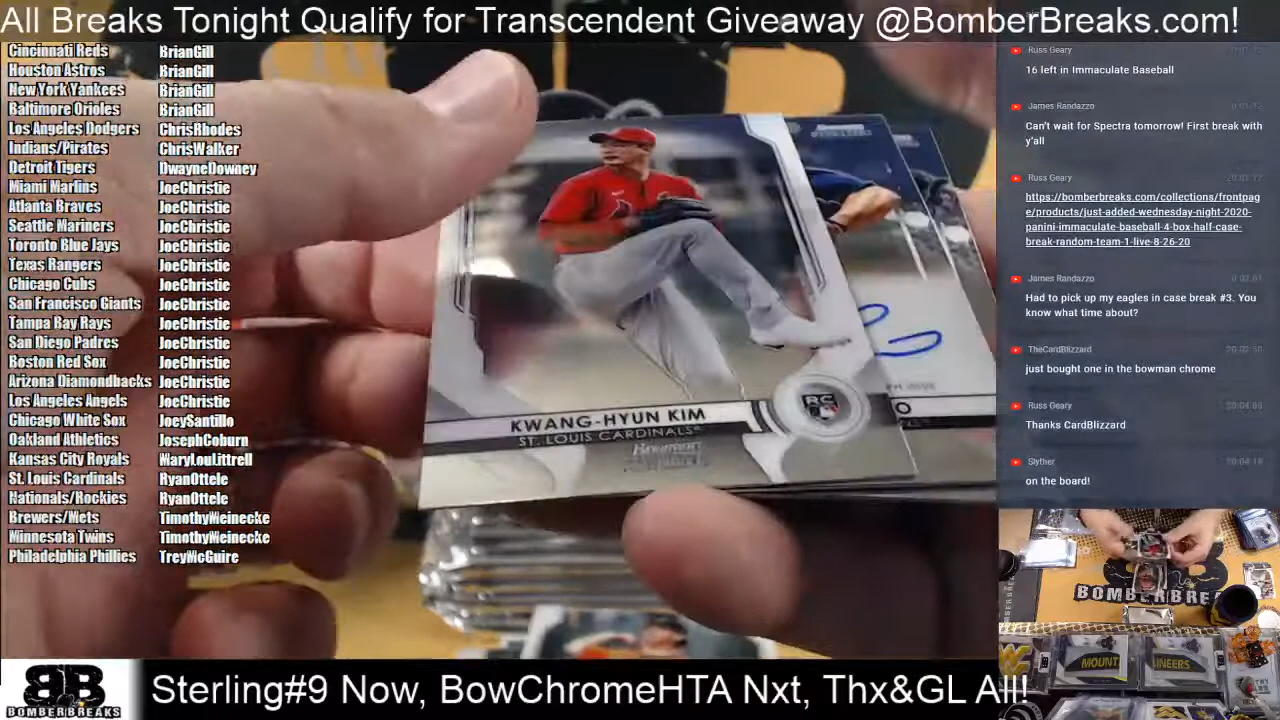 All Breaks Tonight Qualify for Transcendent Giveaway @BomberBreaks.com!
Cincinnati Reds BrianGill
Houston Astros BrianGill
New York Yankees BrianGill
Baltimore Orioles BrianGill
Los Angeles Dodgers ChrisRhodes
Indians/Pirates ChrisWalker
Detroit Tigers DwayneDowney
Miami Marlins JoeChristie
Atlanta Braves JoeChristie
Seattle Mariners JoeChristie
Toronto Blue Jays JoeChristie
Texas Rangers JoeChristie
Chicago Cubs JoeChristie
San Francisco Giants JoeChristie
Tampa Bay Rays JoeChristie
San Diego Padres JoeChristie
Boston Red Sox JoeChristie
Arizona Diamondbacks JoeChristie
Los Angeles Angels JoeChristie
Chicago White Sox JoeySantillo
Oakland Athletics JosephCoburn
Kansas City Royals MaryLouLittrell
St. Louis Cardinals RyanOttele
Nationals/Rockies RyanOttele
Brewers/Mets TimothyWeinecke
Minnesota Twins TimothyWeinecke
Philadelphia Phillies TreyMcGuire
KWANG-HYUN KIM
ST. LOUIS CARDINALS
Bowman
RC
O
Russ Geary
16 left in Immaculate Baseball
James Randazzo
Can't wait for Spectra tomorrow! First break with
y'all
Russ Geary
https://bomberbreaks.com/collections/frontpag
e/products/just-added-wednesday-night-2020-
panini-immaculate-baseball-4-box-half-case-
break-random-team-1-live-8-26-20
James Randazzo
Had to pick up my eagles in case break #3. You
know what time about?
TheCardBlizzard
just bought one in the bowman chrome
Russ Geary
Thanks CardBlizzard
Slyther
on the board!
BOMBERBREA
MOUNT
AINEERS
BB
BOMBERBREAKS
Sterling#9 Now, BowChromeHTA Nxt, Thx&GL All!